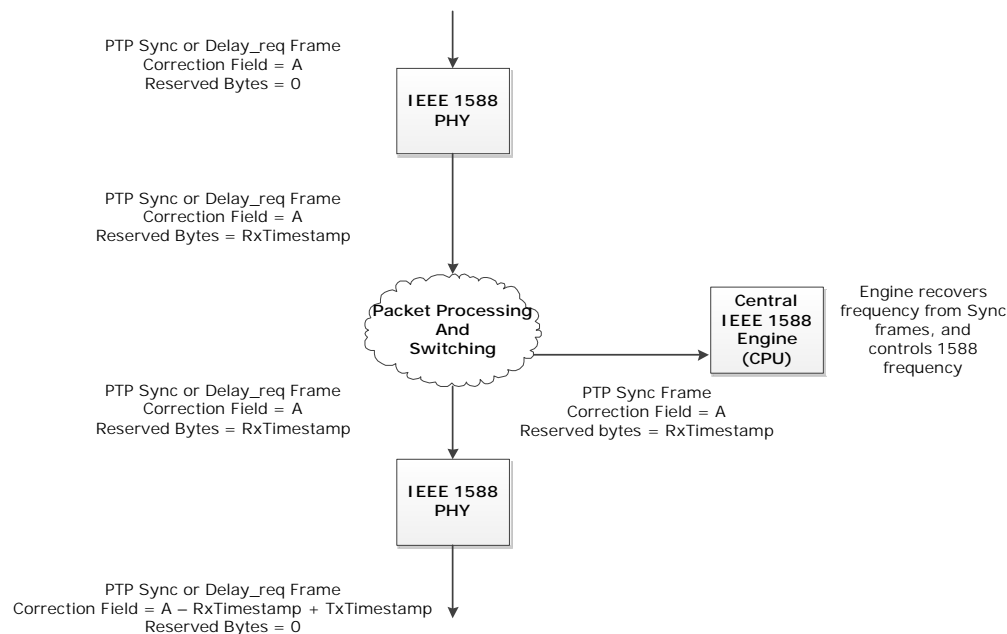 PTP Sync or Delay_req Frame
Correction Field = A
Reserved Bytes = 0
IEEE 1588
PHY
PTP Sync or Delay_req Frame
Correction Field = A
Reserved Bytes = RxTimestamp
Packet Processing
And
Switching
Central
IEEE 1588
Engine
(CPU)
Engine recovers
frequency from Sync
frames, and
controls 1588
frequency
PTP Sync or Delay_req Frame
Correction Field = A
Reserved Bytes = RxTimestamp
PTP Sync Frame
Correction Field = A
Reserved bytes = RxTimestamp
IEEE 1588
PHY
PTP Sync or Delay_req Frame
Correction Field = A – RxTimestamp + TxTimestamp
Reserved Bytes = 0